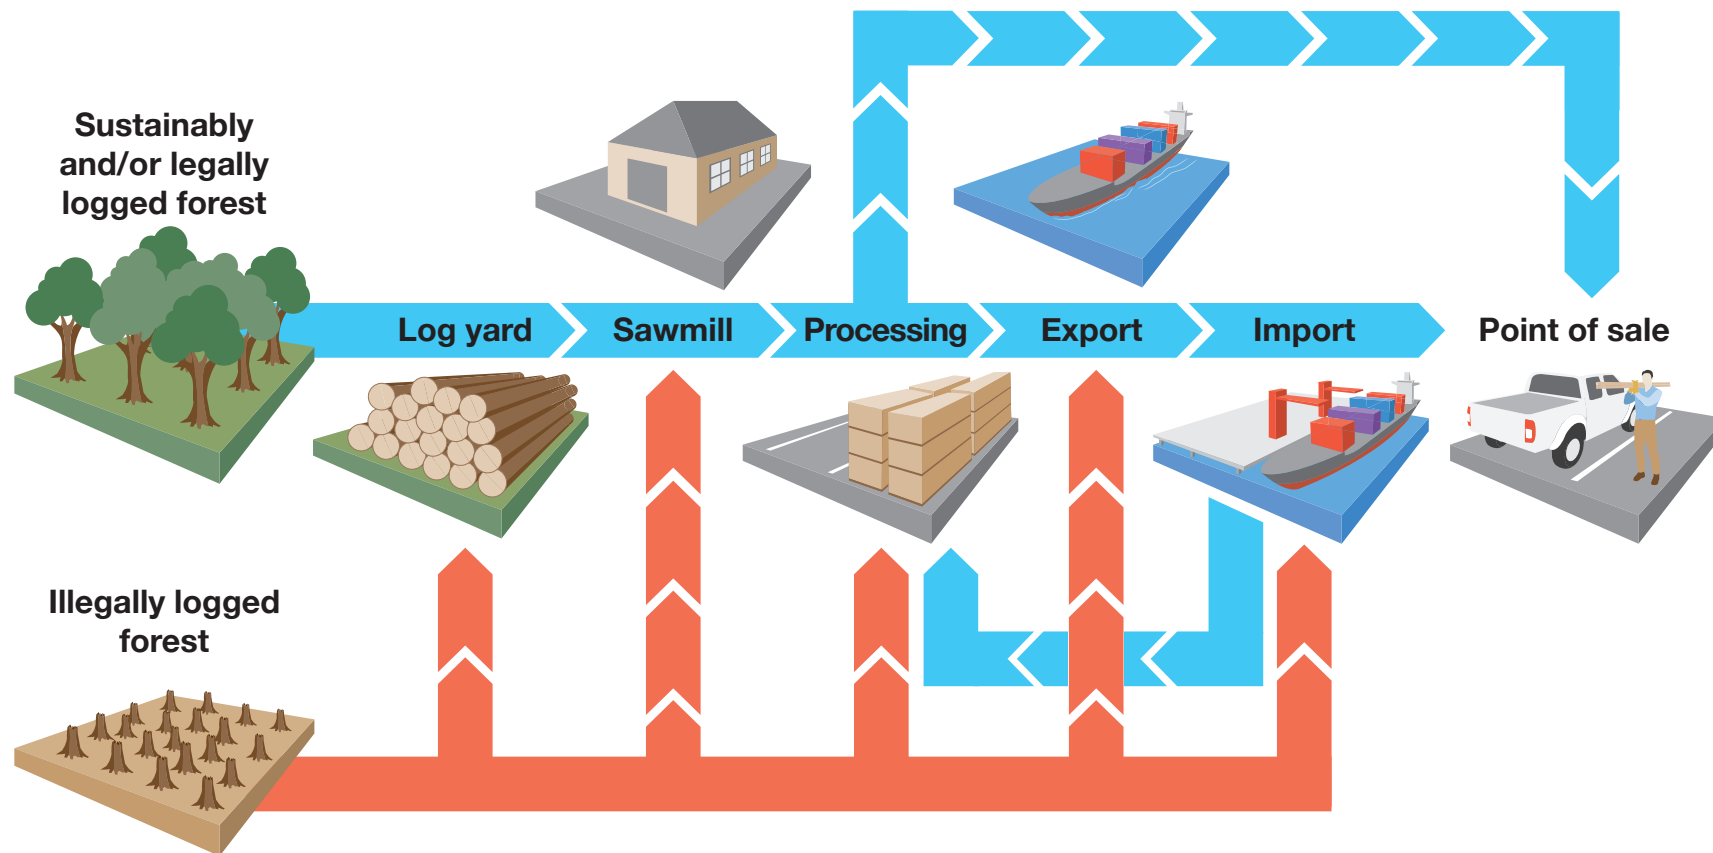 Sustainably
and/or legally
logged forest
Log yard
Sawmill
Processing
Export
Import
Point of sale
Illegally logged
forest